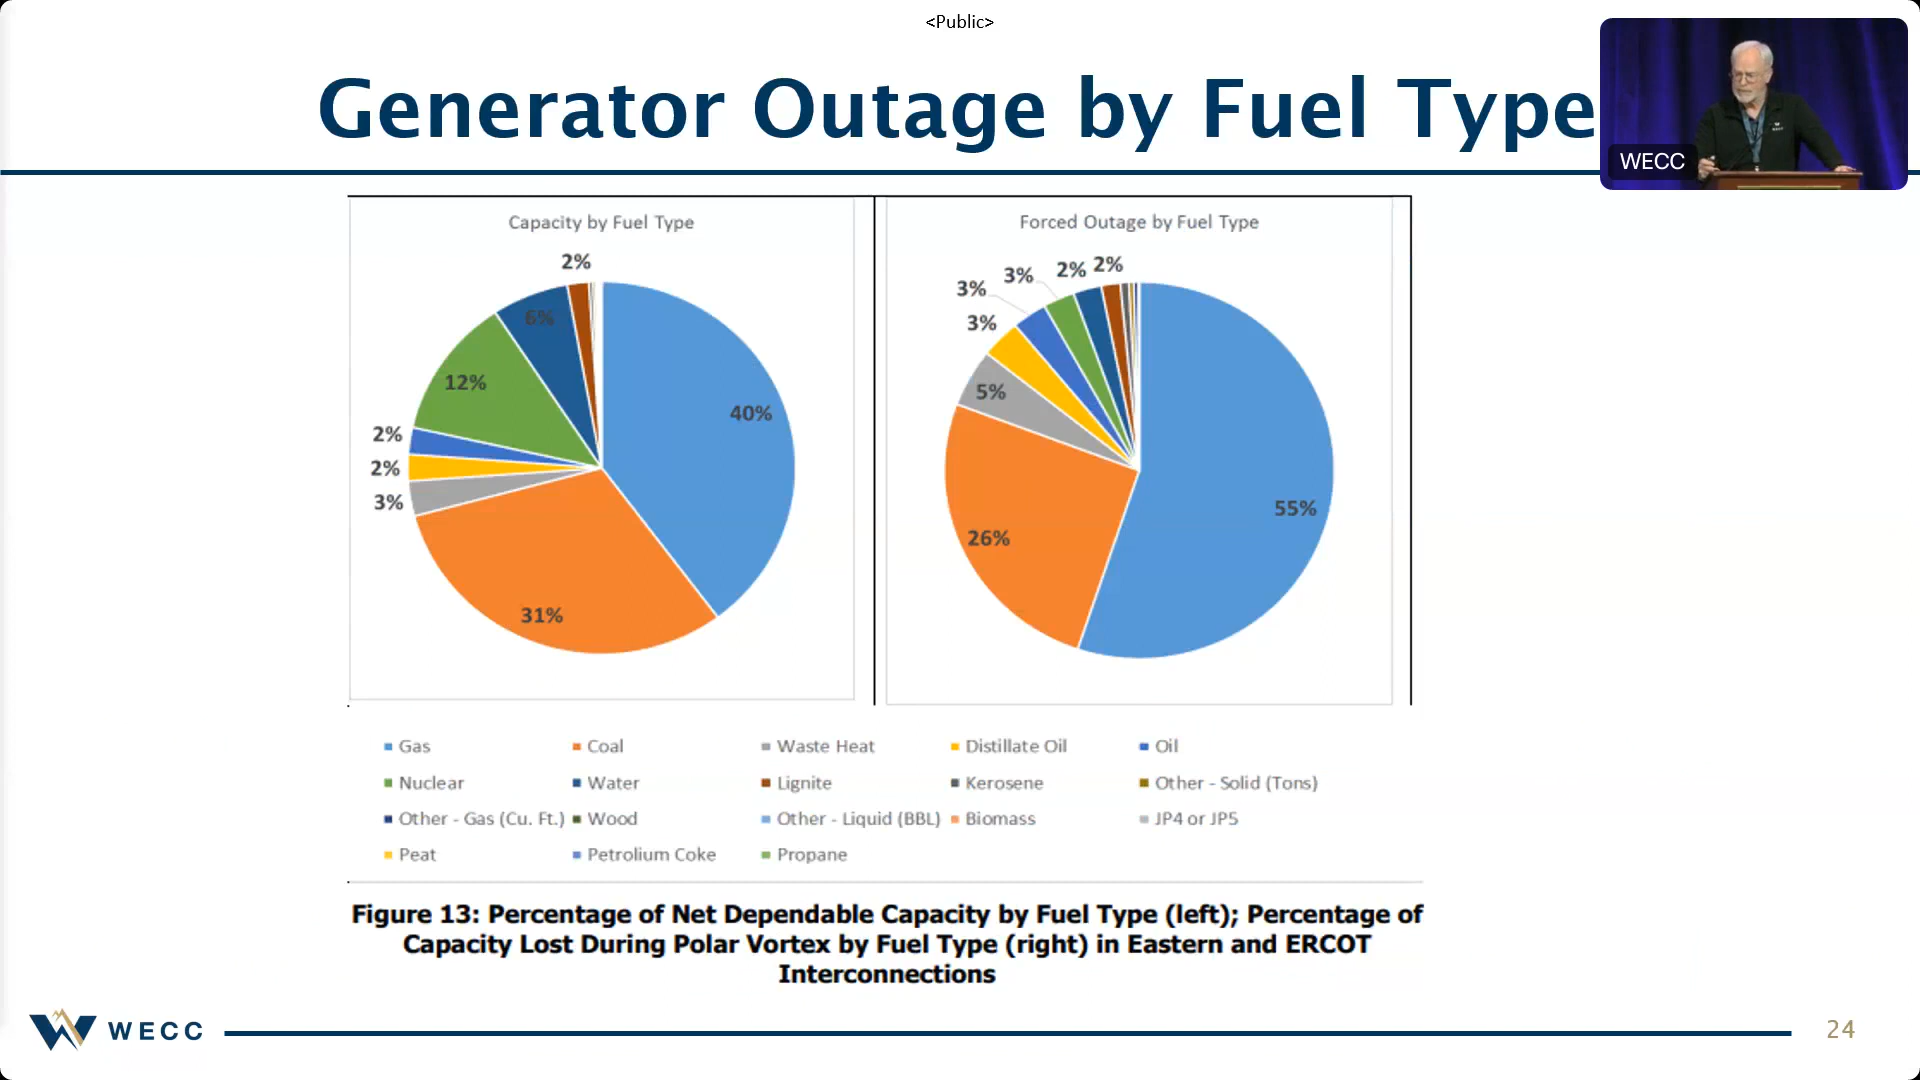 <Public>
Generator Outage by Fuel Type
WECC
Capacity by Fuel Type
2%
6%
12%
40%
2%
2%
3%
31%
Forced Outage by Fuel Type
3%
3%
2%
2%
3%
5%
55%
26%
Gas
Coal
Waste Heat
Distillate Oil
Oil
Nuclear
Water
Lignite
Kerosene
Other - Solid (Tons)
Other - Gas (Cu. Ft.)
Wood
Other - Liquid (BBL)
Biomass
JP4 or JP5
Peat
Petrolium Coke
Propane
Figure 13: Percentage of Net Dependable Capacity by Fuel Type (left); Percentage of
Capacity Lost During Polar Vortex by Fuel Type (right) in Eastern and ERCOT
Interconnections
WECC
24